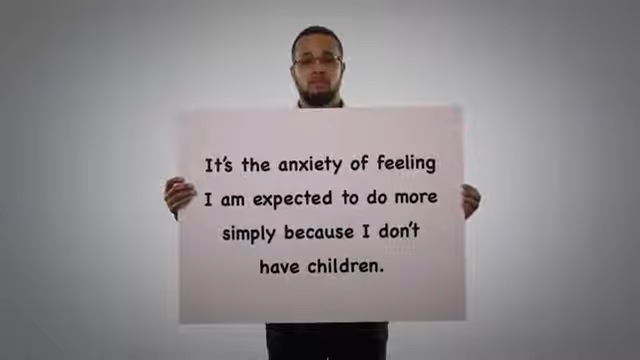 It's the anxiety of feeling
I am expected to do more
simply because I don't
have children.